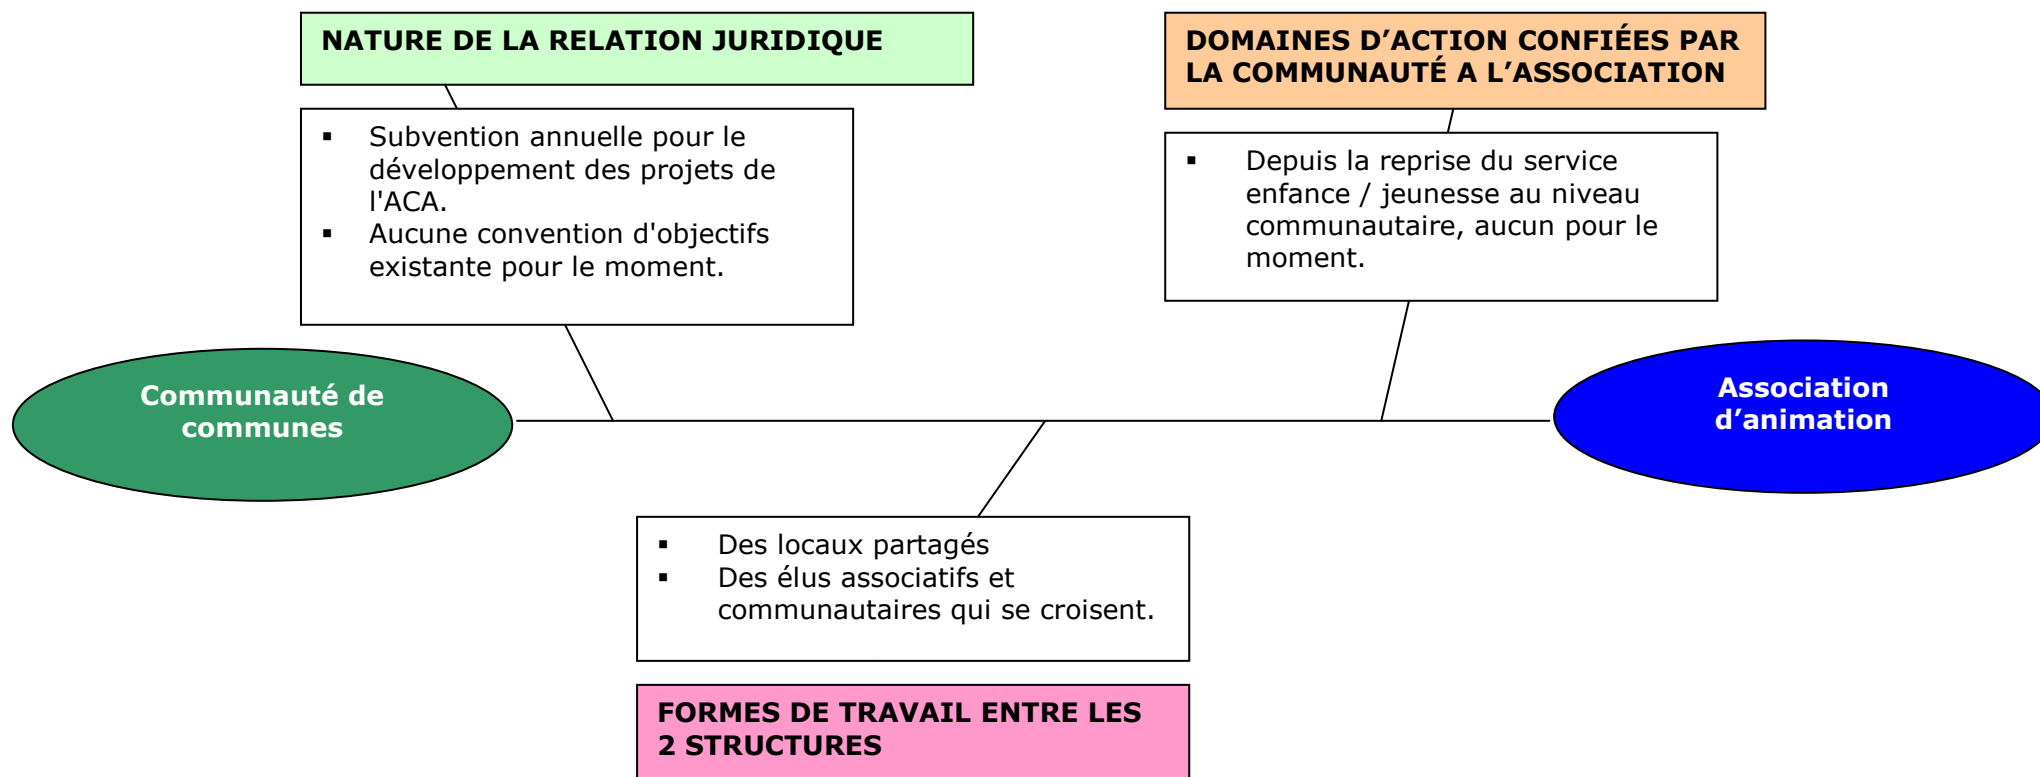 NATURE DE LA RELATION JURIDIQUE
▪ Subvention annuelle pour le
développement des projets de
l'ACA.
▪ Aucune convention d'objectifs
existante pour le moment.
DOMAINES D’ACTION CONFIÉES PAR
LA COMMUNAUTÉ A L’ASSOCIATION
▪ Depuis la reprise du service
enfance / jeunesse au niveau
communautaire, aucun pour le
moment.
Communauté de
communes
Association
d’animation
▪ Des locaux partagés
▪ Des élus associatifs et
communautaires qui se croisent.
FORMES DE TRAVAIL ENTRE LES
2 STRUCTURES